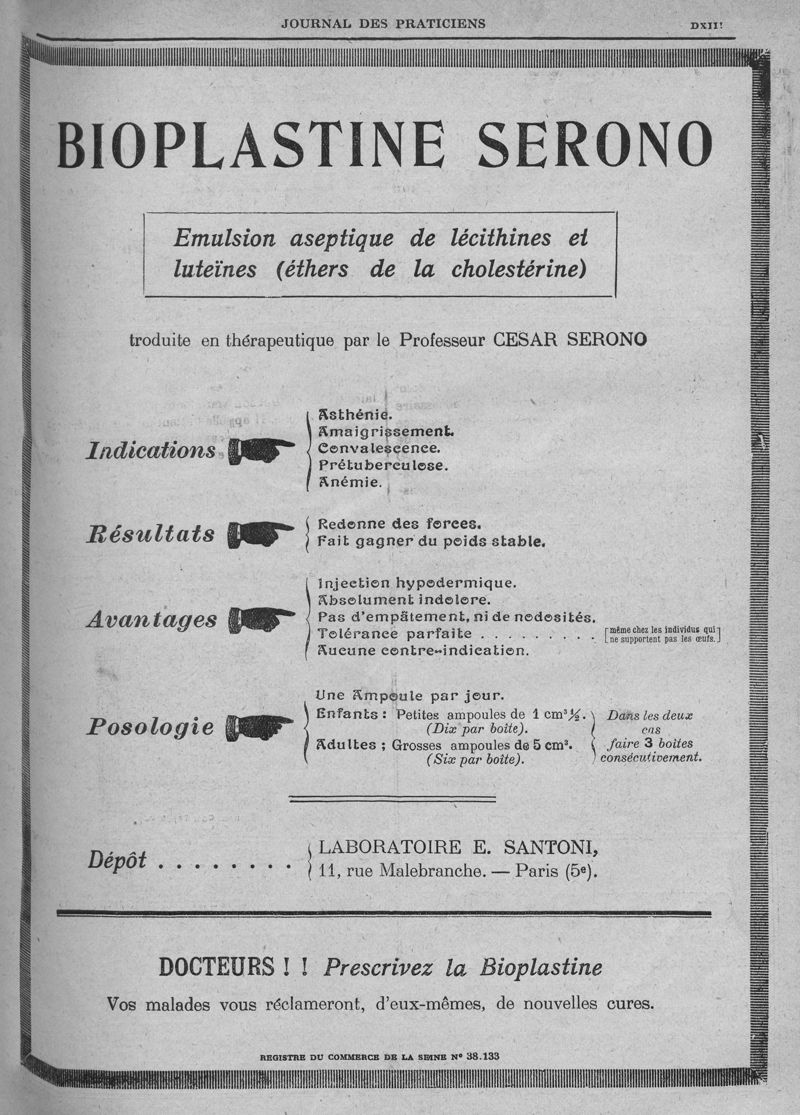 JOURNAL DES PRATICIENS
BIOPLASTINE SERONO
Emulsion aseptique de lécithines et
luteïnes (éthers de la cholestérine)
troduite en thérapeutique par le Professeur CESAR SERONO
Indications
Asthénie.
Amaigrissement.
Convalescence.
Prétuberculose.
Anémie.
Résultats
Redonne des forces.
Fait gagner du poids stable.
Avantages
Injection hypodermique.
Absolument indolore.
Pas d'empâtement, ni de nodosités.
Tolérance parfaite . . . . . . . . . [même chez les individus qui
ne supportent pas les œufs.]
Aucune contre-indication.
Posologie
Une Ampoule par jour.
Enfants : Petites ampoules de 1 cm³ ½.
(Dix par boîte).
Adultes ; Grosses ampoules de 5 cm³.
(Six par boîte).
Dans les deux
cas
faire 3 boites
consécutivement.
Dépôt . . . . . . . .
LABORATOIRE E. SANTONI,
11, rue Malebranche. — Paris (5e).
DOCTEURS ! ! Prescrivez la Bioplastine
Vos malades vous réclameront, d'eux-mêmes, de nouvelles cures.
REGISTRE DU COMMERCE DE LA SEINE N° 38.133